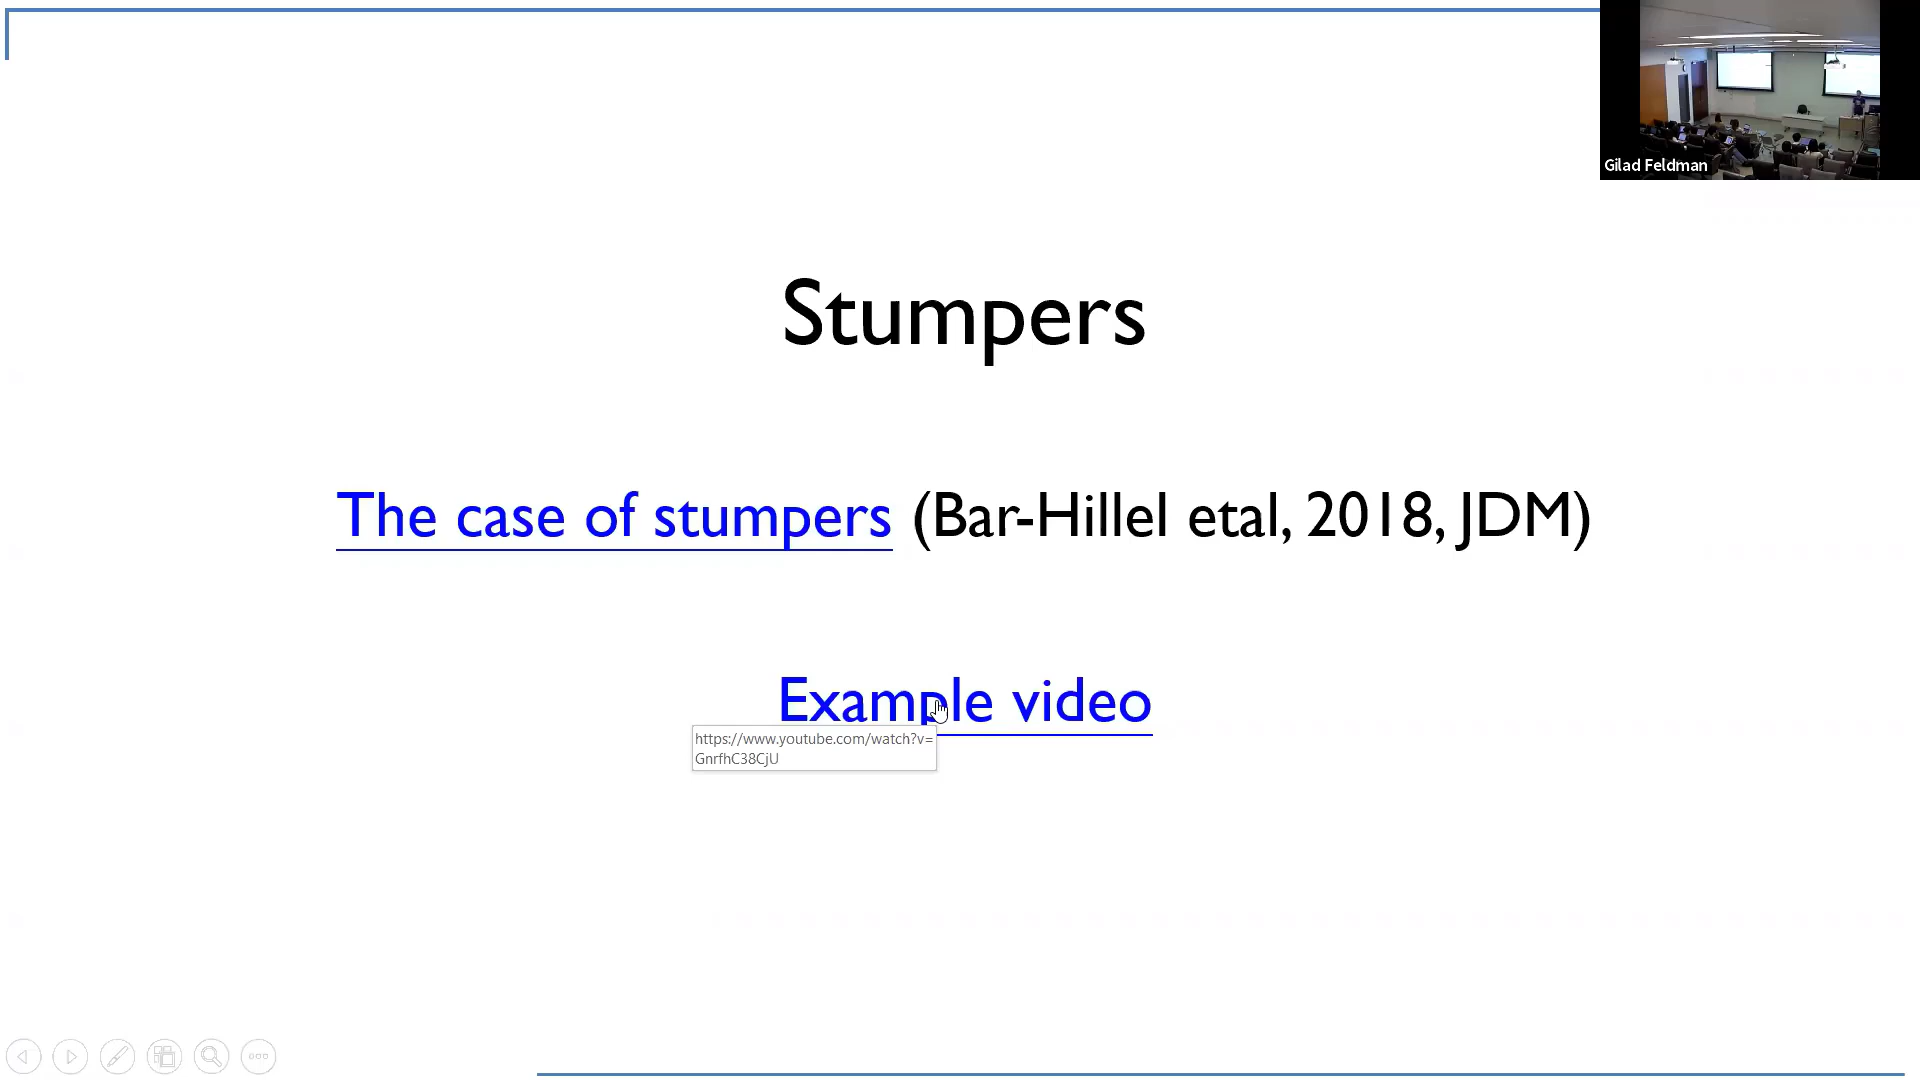 Gilad Feldman
Stumpers
The case of stumpers (Bar-Hillel etal, 2018, JDM)
Example video
https://www.youtube.com/watch?v=
GnrfhC38CjU